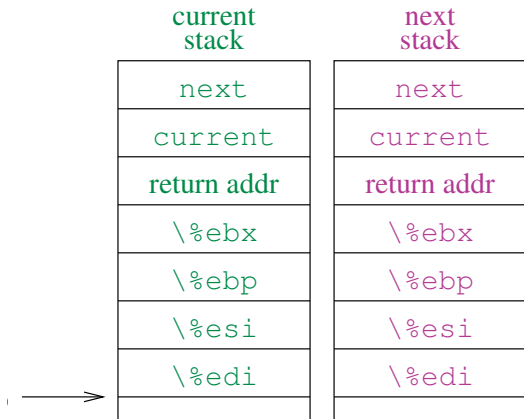 current
stack
next
current
return addr
\%ebx
\%ebp
\%esi
\%edi
next
stack
next
current
return addr
\%ebx
\%ebp
\%esi
\%edi